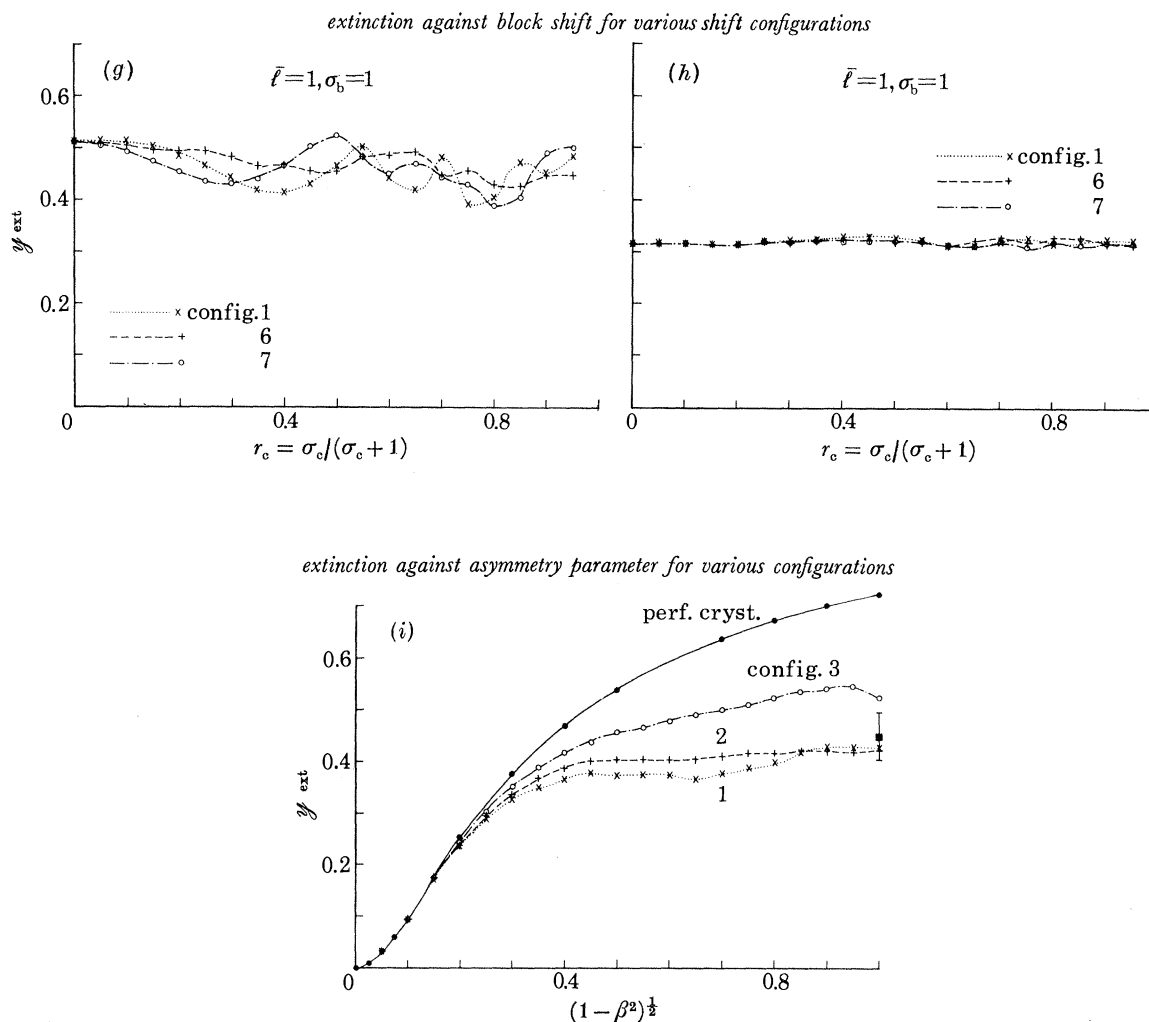 extinction against block shift for various shift configurations
(g)
ℓ̄=1, σb=1
0.6
0.4
0.2
0
y ext
config.1
6
7
0.4
0.8
rc = σc/(σc + 1)
(h)
ℓ̄=1, σb=1
config.1
6
7
0
0.4
0.8
rc = σc/(σc + 1)
extinction against asymmetry parameter for various configurations
(i)
perf. cryst.
config. 3
2
1
0.6
0.4
0.2
y ext
0
0.4
0.8
(1 − β²)^½